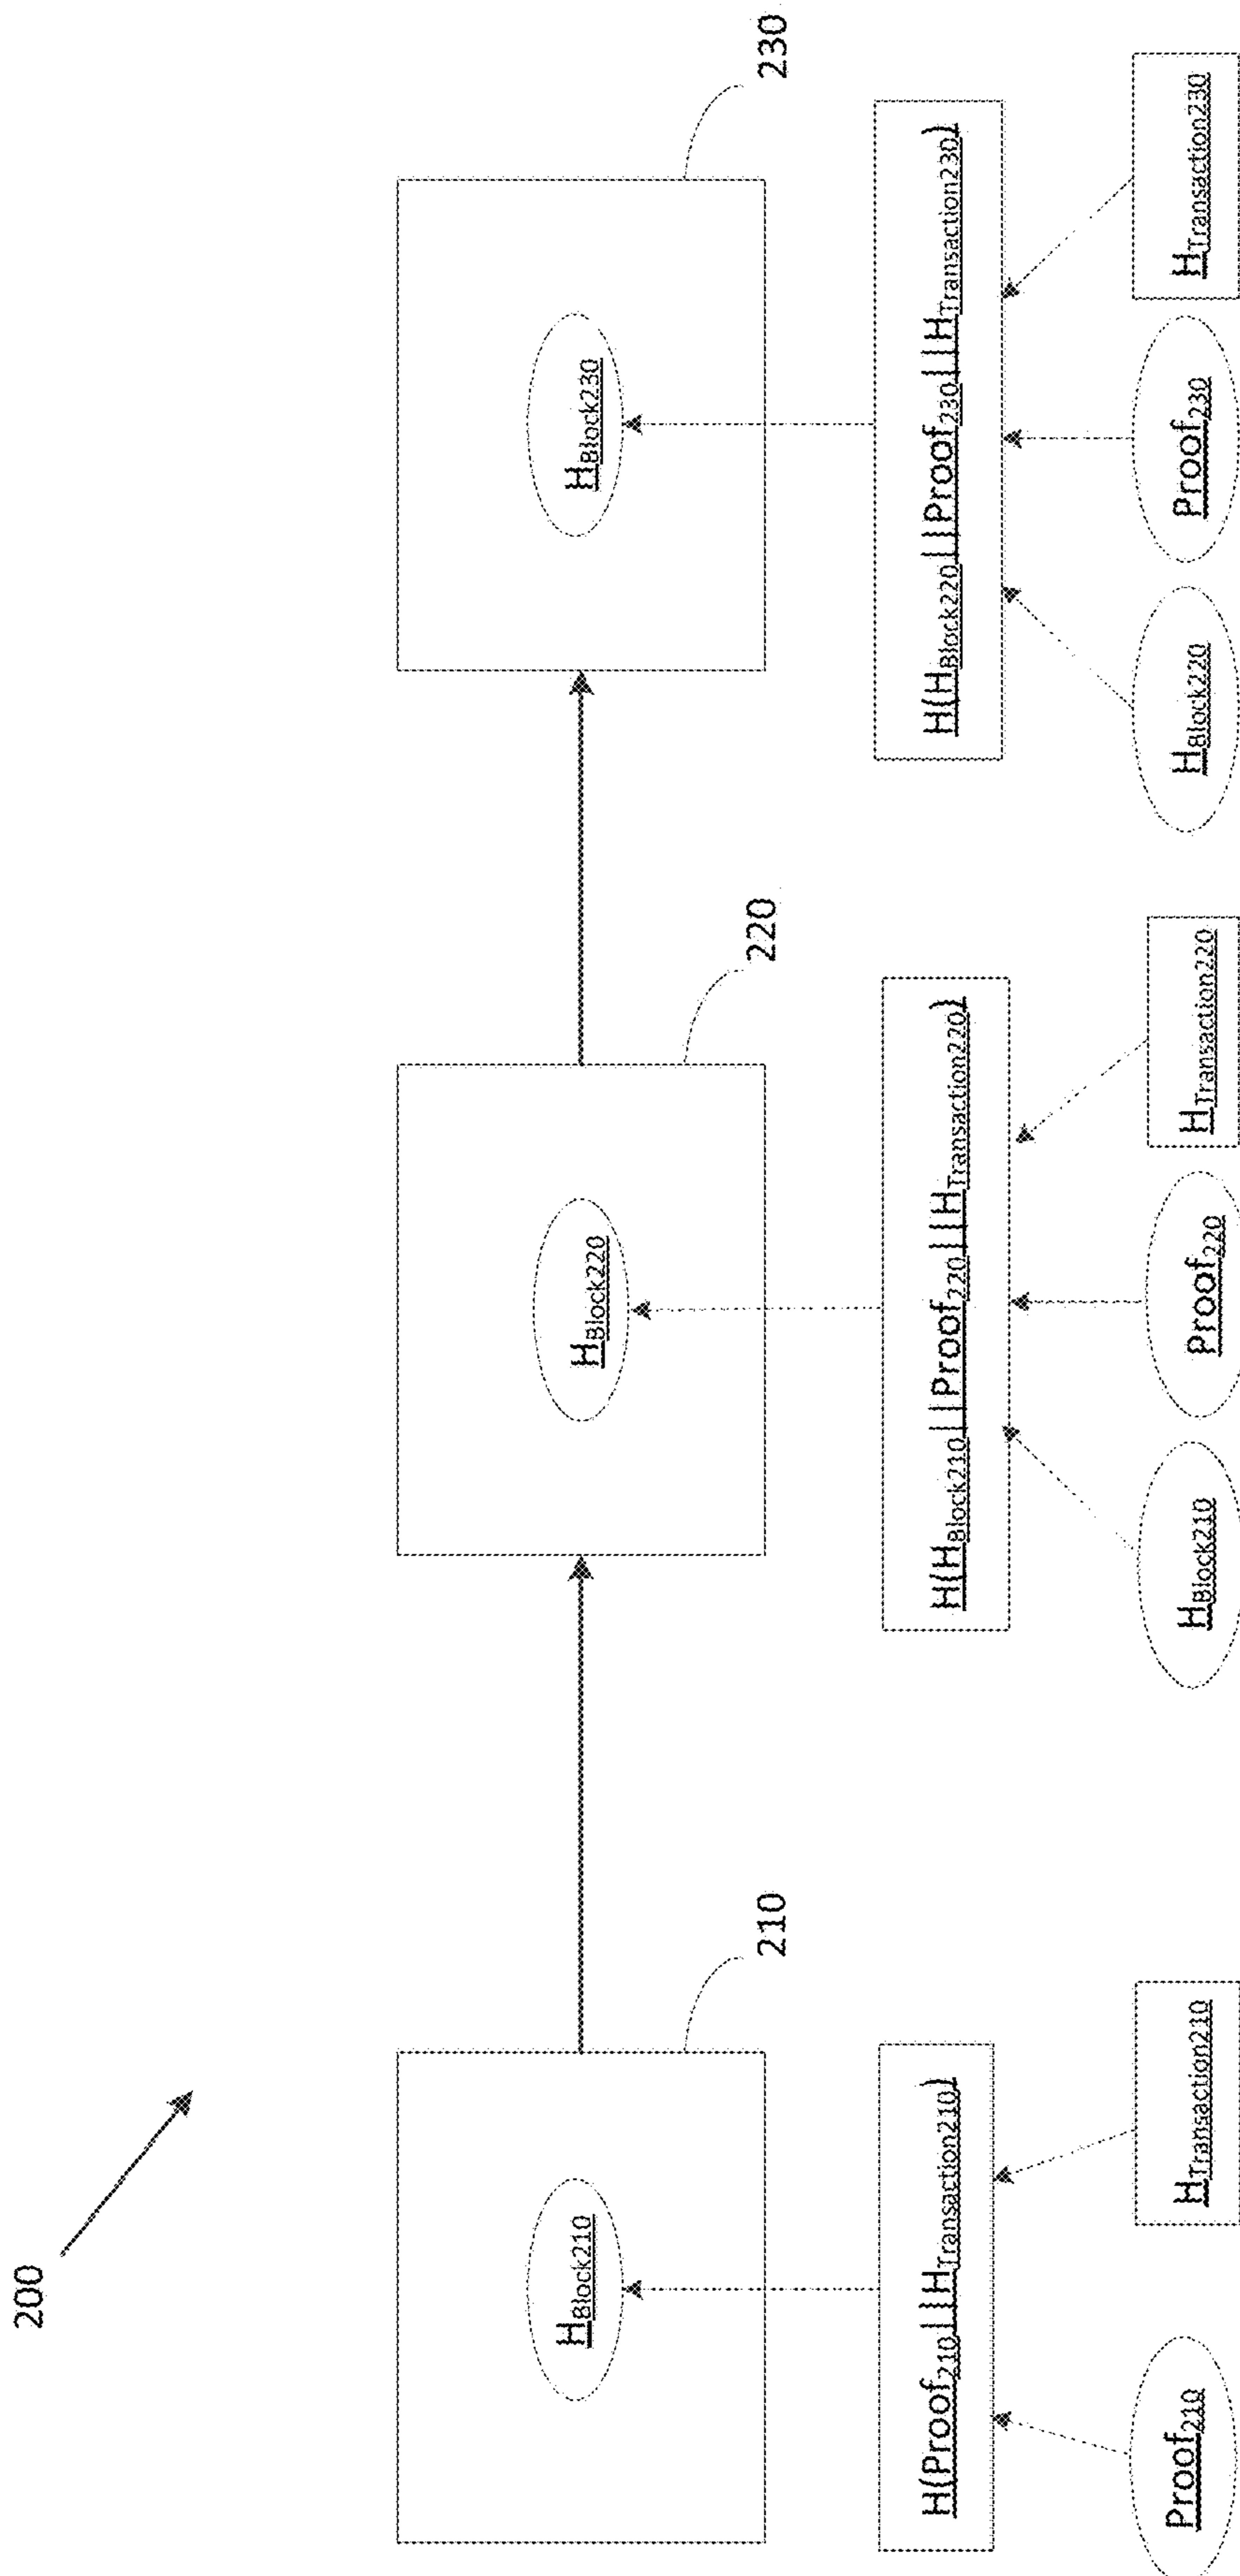 200
210
220
230
HBlock210
HBlock220
HBlock230
H(Proof210||HTransaction210)
H(HBlock210||Proof220||HTransaction220)
H(HBlock220||Proof230||HTransaction230)
Proof210
HTransaction210
HBlock210
Proof220
HTransaction220
HBlock220
Proof230
HTransaction230